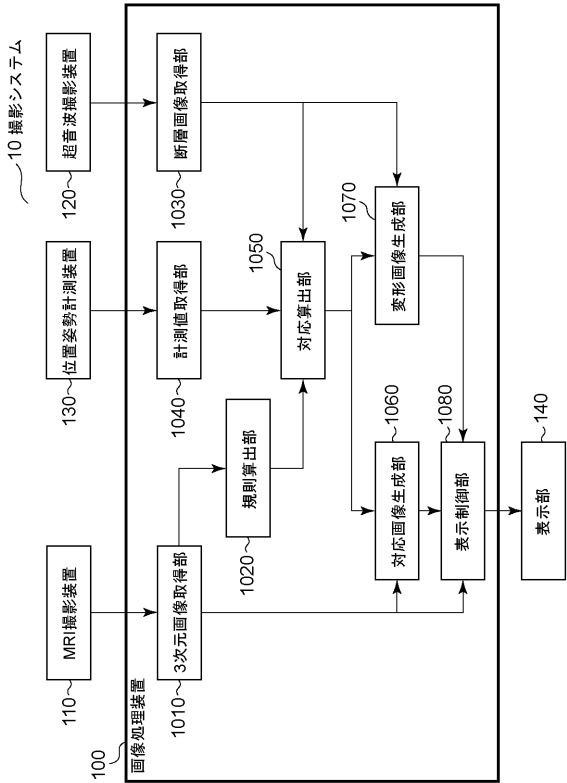 10 撮影システム
110
MRI撮影装置
130
位置姿勢計測装置
120
超音波撮影装置
100
画像処理装置
1010
3次元画像取得部
1040
計測値取得部
1030
断層画像取得部
1020
規則算出部
1050
対応算出部
1060
対応画像生成部
1070
変形画像生成部
1080
表示制御部
140
表示部